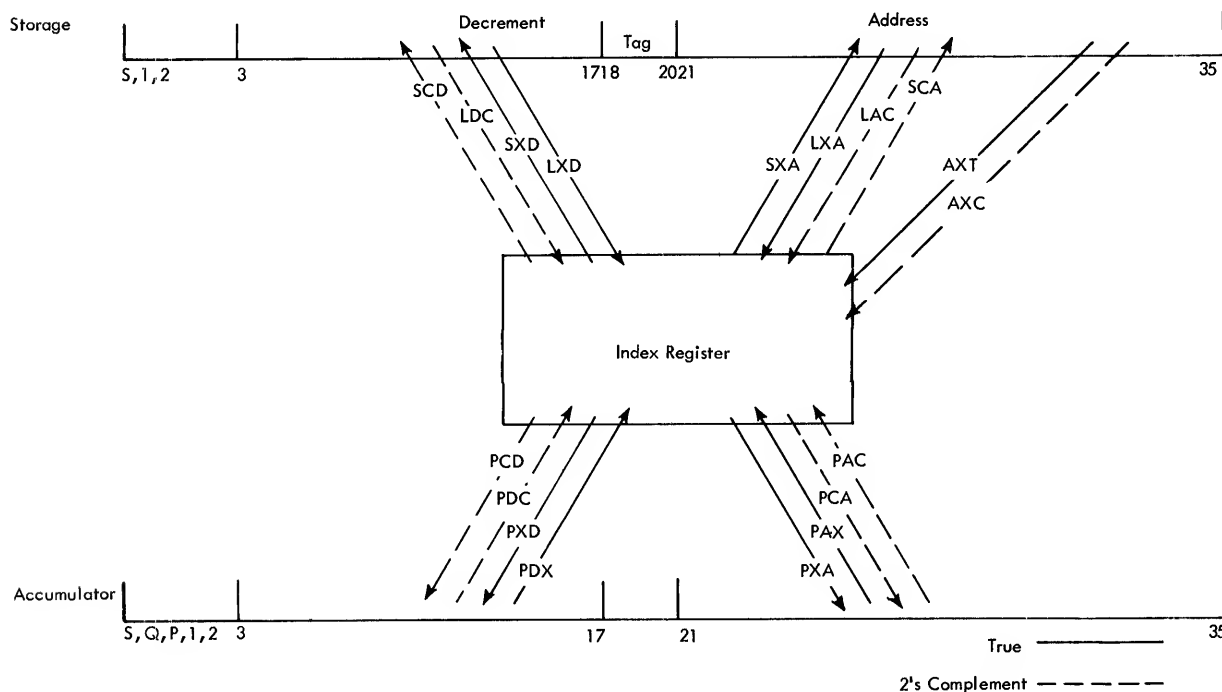 Storage
Decrement
Tag
Address
S,1,2
3
1718
2021
35
SCD
LDC
SXD
LXD
SXA
LXA
LAC
SCA
AXT
AXC
Index Register
PCD
PDC
PXD
PDX
PAC
PCA
PAX
PXA
Accumulator
S,Q,P,1,2
3
17
21
35
True
2's Complement